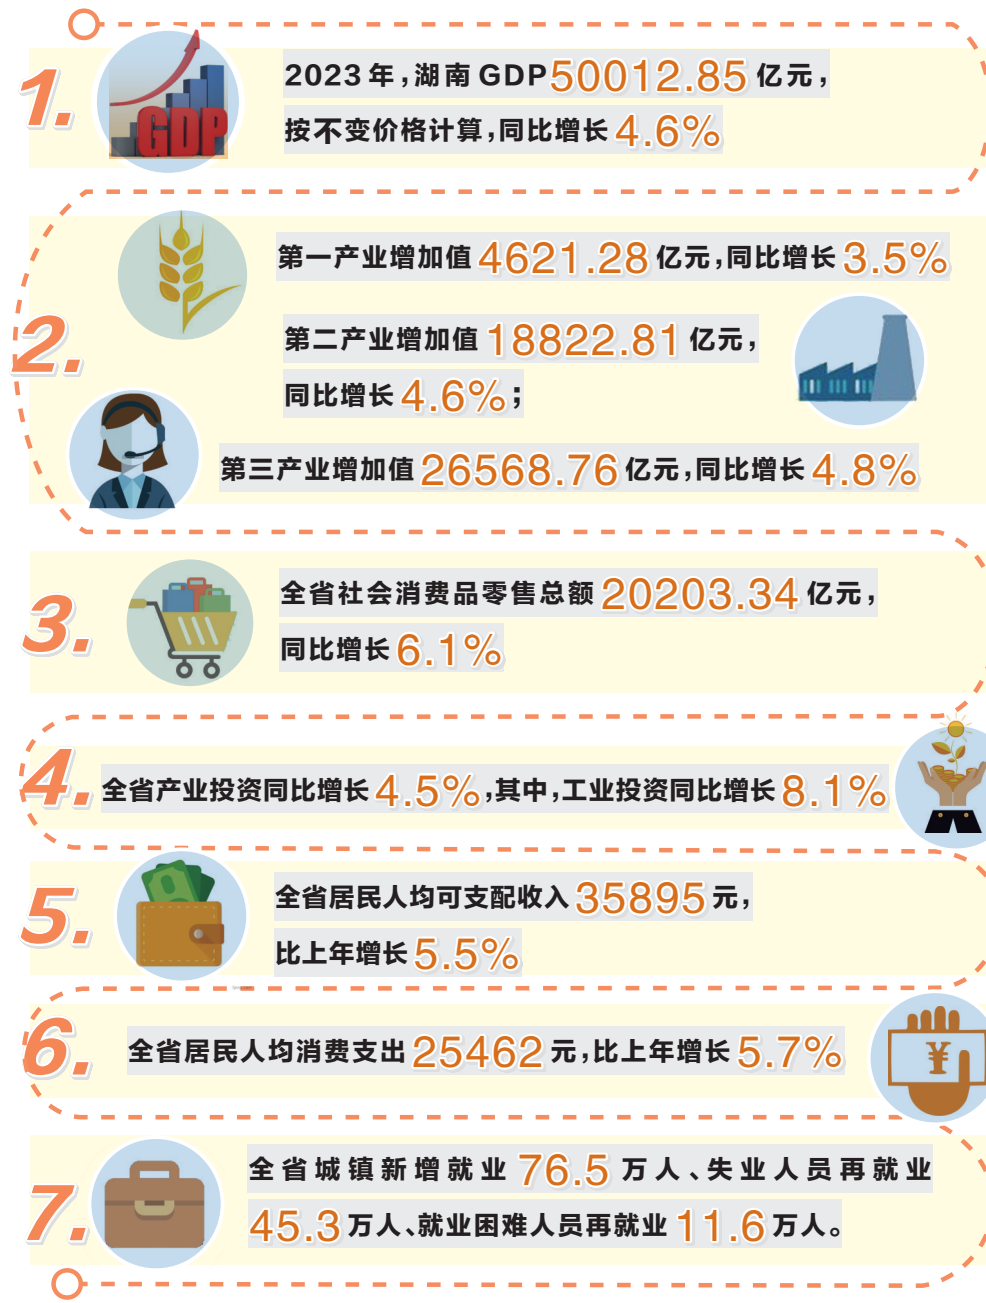 1.
GDP
2023年,湖南GDP50012.85亿元,
按不变价格计算,同比增长4.6%
2.
第一产业增加值4621.28亿元,同比增长3.5%
第二产业增加值18822.81亿元,
同比增长4.6%;
第三产业增加值26568.76亿元,同比增长4.8%
3.
全省社会消费品零售总额20203.34亿元,
同比增长6.1%
4.
全省产业投资同比增长4.5%,其中,工业投资同比增长8.1%
5.
全省居民人均可支配收入35895元,
比上年增长5.5%
6.
全省居民人均消费支出25462元,比上年增长5.7%
¥
7.
全省城镇新增就业76.5万人、失业人员再就业
45.3万人、就业困难人员再就业11.6万人。